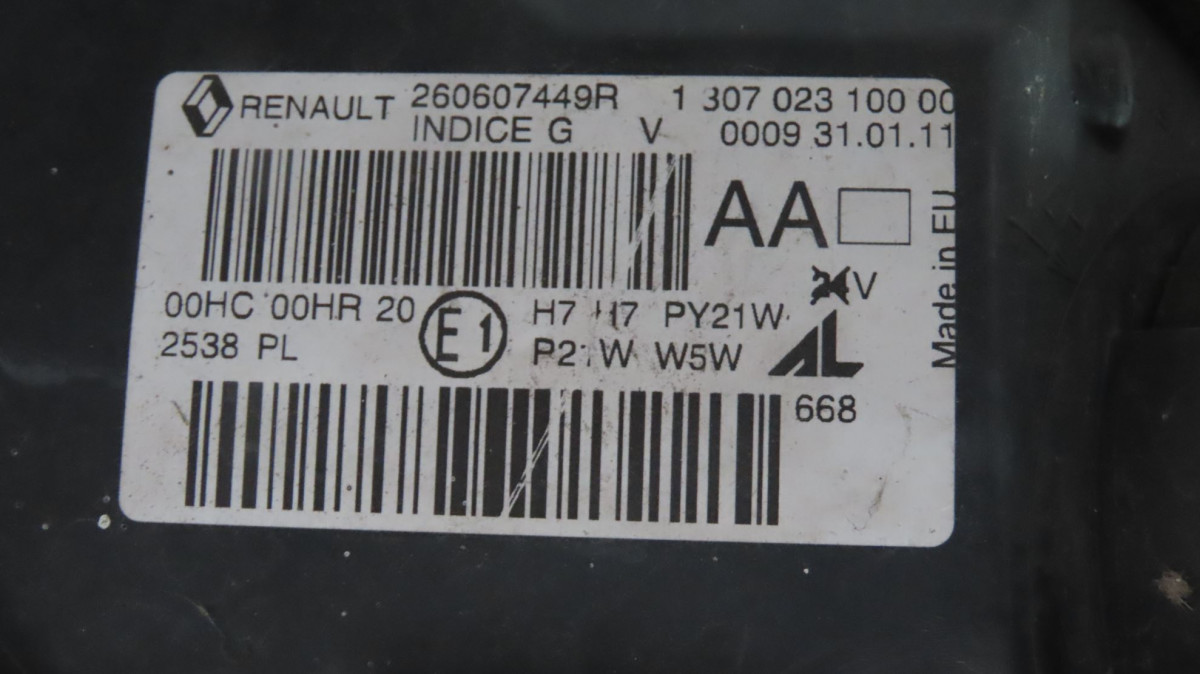 RENAULT 260607449R 1 307 023 100 00
INDICE G V 0009 31.01.11
AA
Made in EU
24V
00HC 00HR 20 E1 H7 H7 PY21W
2538 PL P21W W5W AL
668